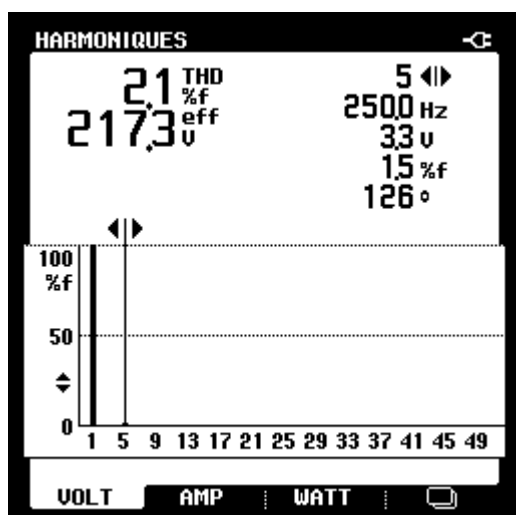 HARMONIQUES
2,1 THD %f
217,3 eff V
5
250,0 Hz
3,3 V
1,5 %f
126 °
100
%f
50
0
1 5 9 13 17 21 25 29 33 37 41 45 49
VOLT AMP WATT